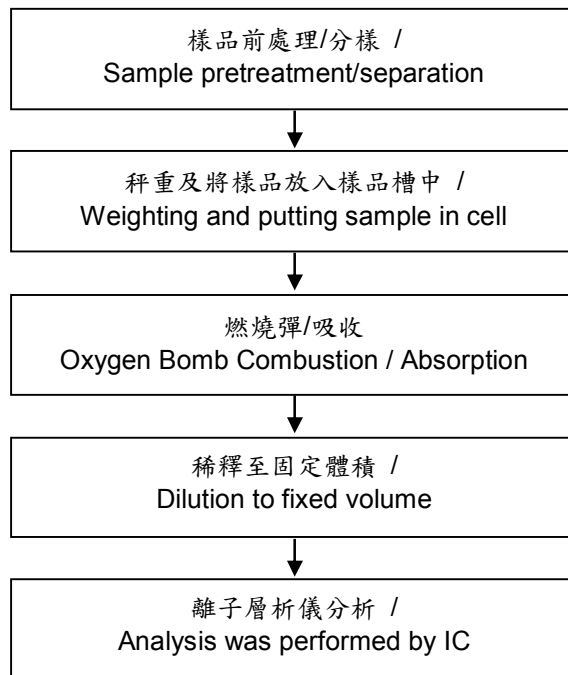 樣品前處理/分樣 /
Sample pretreatment/separation
秤重及將樣品放入樣品槽中 /
Weighting and putting sample in cell
燃燒彈/吸收
Oxygen Bomb Combustion / Absorption
稀釋至固定體積 /
Dilution to fixed volume
離子層析儀分析 /
Analysis was performed by IC